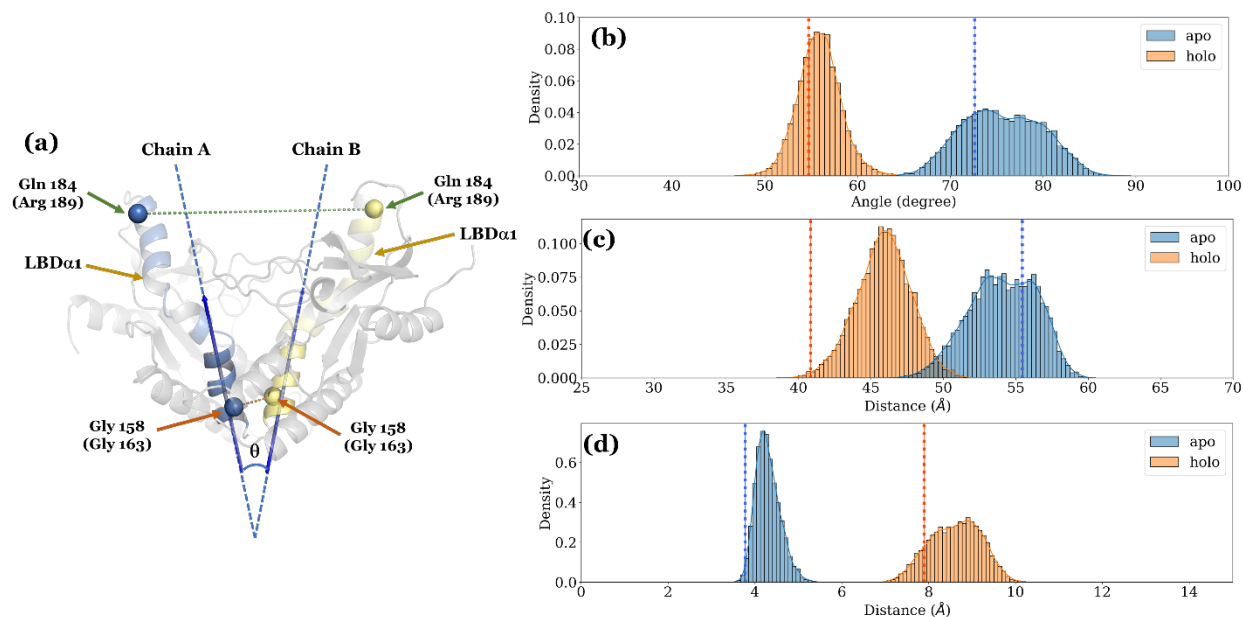 (a)
Chain A
Chain B
Gln 184
(Arg 189)
Gln 184
(Arg 189)
LBDα1
LBDα1
Gly 158
(Gly 163)
Gly 158
(Gly 163)
θ
(b)
apo
holo
Density
0.10
0.08
0.06
0.04
0.02
0.00
30
40
50
60
70
80
90
100
Angle (degree)
(c)
apo
holo
Density
0.100
0.075
0.050
0.025
0.000
25
30
35
40
45
50
55
60
65
70
Distance (Å)
(d)
apo
holo
Density
0.6
0.4
0.2
0.0
0
2
4
6
8
10
12
14
Distance (Å)